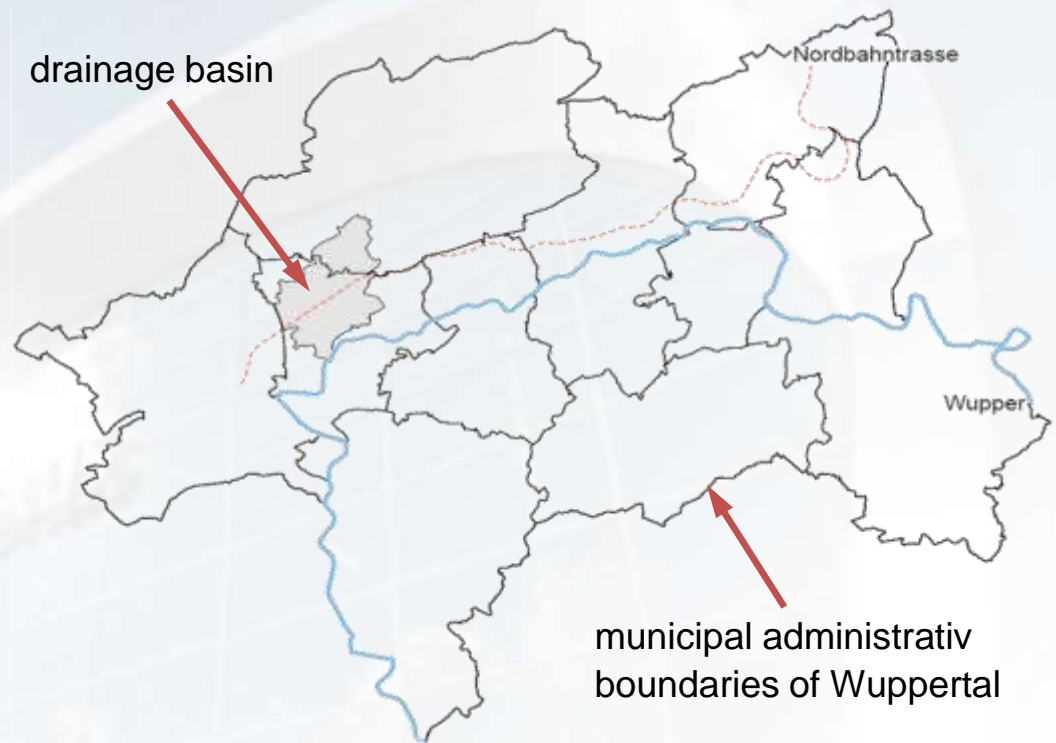 Nordbahntrasse
drainage basin
Wupper
municipal administrativ
boundaries of Wuppertal